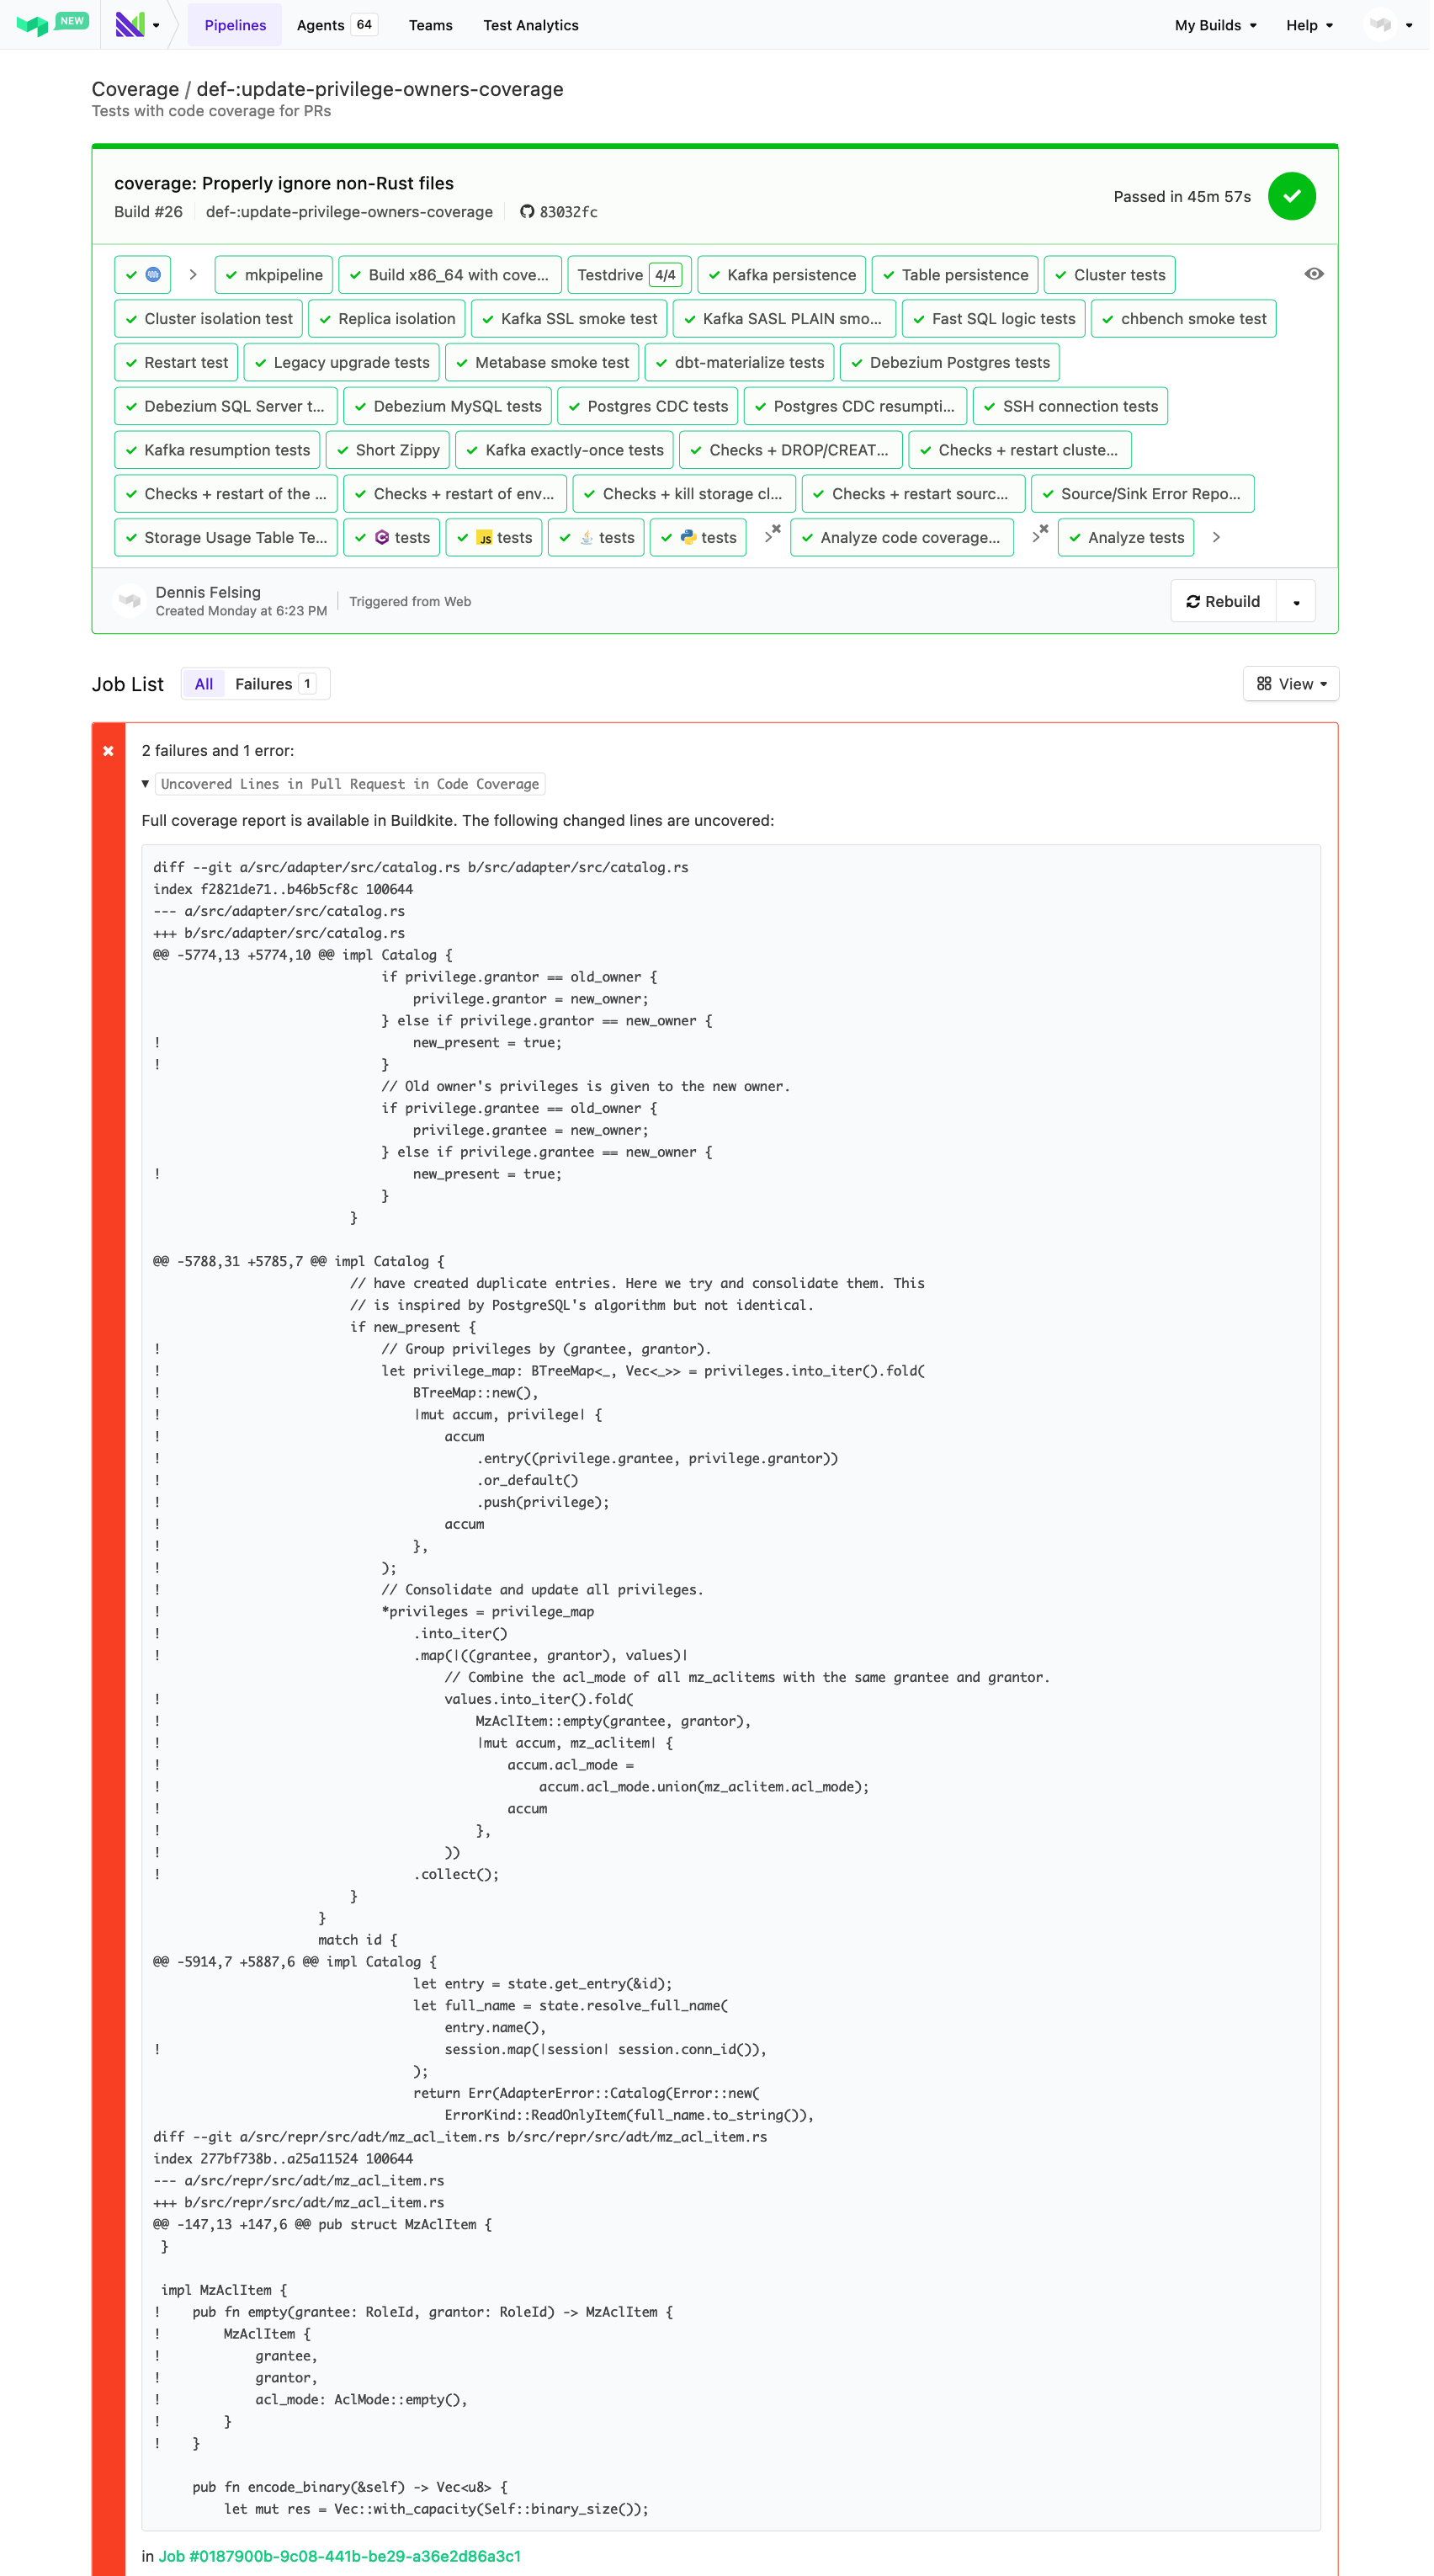 NEW
Pipelines
Agents 64
Teams
Test Analytics
My Builds
Help
Coverage / def-:update-privilege-owners-coverage
Tests with code coverage for PRs
coverage: Properly ignore non-Rust files
Build #26 def-:update-privilege-owners-coverage 83032fc
Passed in 45m 57s
mkpipeline Build x86_64 with cove... Testdrive 4/4 Kafka persistence Table persistence Cluster tests
Cluster isolation test Replica isolation Kafka SSL smoke test Kafka SASL PLAIN smo... Fast SQL logic tests chbench smoke test
Restart test Legacy upgrade tests Metabase smoke test dbt-materialize tests Debezium Postgres tests
Debezium SQL Server t... Debezium MySQL tests Postgres CDC tests Postgres CDC resumpti... SSH connection tests
Kafka resumption tests Short Zippy Kafka exactly-once tests Checks + DROP/CREAT... Checks + restart cluste...
Checks + restart of the ... Checks + restart of env... Checks + kill storage cl... Checks + restart sourc... Source/Sink Error Repo...
Storage Usage Table Te... C tests JS tests tests tests Analyze code coverage... Analyze tests
Dennis Felsing
Created Monday at 6:23 PM
Triggered from Web
Rebuild
Job List All Failures 1
View
2 failures and 1 error:
Uncovered Lines in Pull Request in Code Coverage
Full coverage report is available in Buildkite. The following changed lines are uncovered:
diff --git a/src/adapter/src/catalog.rs b/src/adapter/src/catalog.rs
index f2821de71..b46b5cf8c 100644
--- a/src/adapter/src/catalog.rs
+++ b/src/adapter/src/catalog.rs
@@ -5774,13 +5774,10 @@ impl Catalog {
                             if privilege.grantor == old_owner {
                                 privilege.grantor = new_owner;
                             } else if privilege.grantor == new_owner {
!                                new_present = true;
!                            }
                             // Old owner's privileges is given to the new owner.
                             if privilege.grantee == old_owner {
                                 privilege.grantee = new_owner;
                             } else if privilege.grantee == new_owner {
!                                new_present = true;
                             }
                         }
@@ -5788,31 +5785,7 @@ impl Catalog {
                         // have created duplicate entries. Here we try and consolidate them. This
                         // is inspired by PostgreSQL's algorithm but not identical.
                         if new_present {
!                            // Group privileges by (grantee, grantor).
!                            let privilege_map: BTreeMap<_, Vec<_>> = privileges.into_iter().fold(
!                                BTreeMap::new(),
!                                |mut accum, privilege| {
!                                    accum
!                                        .entry((privilege.grantee, privilege.grantor))
!                                        .or_default()
!                                        .push(privilege);
!                                    accum
!                                },
!                            );
!                            // Consolidate and update all privileges.
!                            *privileges = privilege_map
!                                .into_iter()
!                                .map(|((grantee, grantor), values)|
                                     // Combine the acl_mode of all mz_aclitems with the same grantee and grantor.
!                                    values.into_iter().fold(
!                                        MzAclItem::empty(grantee, grantor),
!                                        |mut accum, mz_aclitem| {
!                                            accum.acl_mode =
!                                                accum.acl_mode.union(mz_aclitem.acl_mode);
!                                            accum
!                                        },
!                                    ))
!                                .collect();
                         }
                     }
                     match id {
@@ -5914,7 +5887,6 @@ impl Catalog {
                                 let entry = state.get_entry(&id);
                                 let full_name = state.resolve_full_name(
                                     entry.name(),
!                                    session.map(|session| session.conn_id()),
                                 );
                                 return Err(AdapterError::Catalog(Error::new(
                                     ErrorKind::ReadOnlyItem(full_name.to_string()),
diff --git a/src/repr/src/adt/mz_acl_item.rs b/src/repr/src/adt/mz_acl_item.rs
index 277bf738b..a25a11524 100644
--- a/src/repr/src/adt/mz_acl_item.rs
+++ b/src/repr/src/adt/mz_acl_item.rs
@@ -147,13 +147,6 @@ pub struct MzAclItem {
 }
 impl MzAclItem {
!    pub fn empty(grantee: RoleId, grantor: RoleId) -> MzAclItem {
!        MzAclItem {
!            grantee,
!            grantor,
!            acl_mode: AclMode::empty(),
!        }
!    }
     pub fn encode_binary(&self) -> Vec<u8> {
         let mut res = Vec::with_capacity(Self::binary_size());
in Job #0187900b-9c08-441b-be29-a36e2d86a3c1